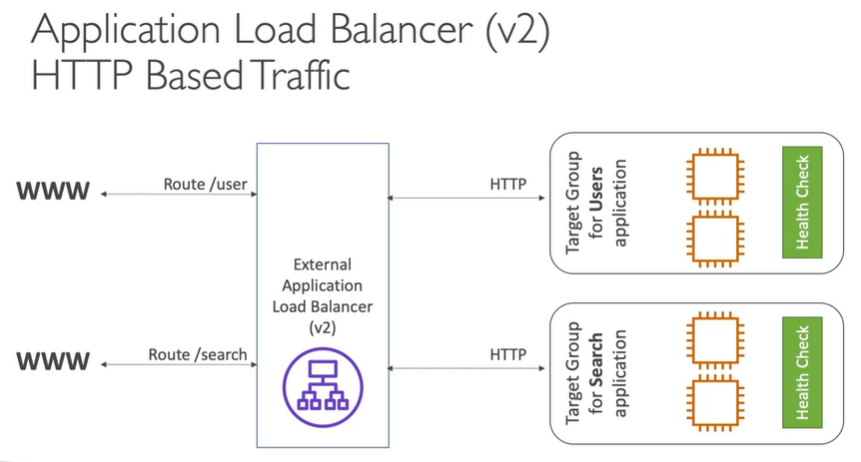 Application Load Balancer (v2)
HTTP Based Traffic
WWW
Route /user
HTTP
Target Group
for Users
application
Health Check
External
Application
Load Balancer
(v2)
WWW
Route /search
HTTP
Target Group
for Search
application
Health Check